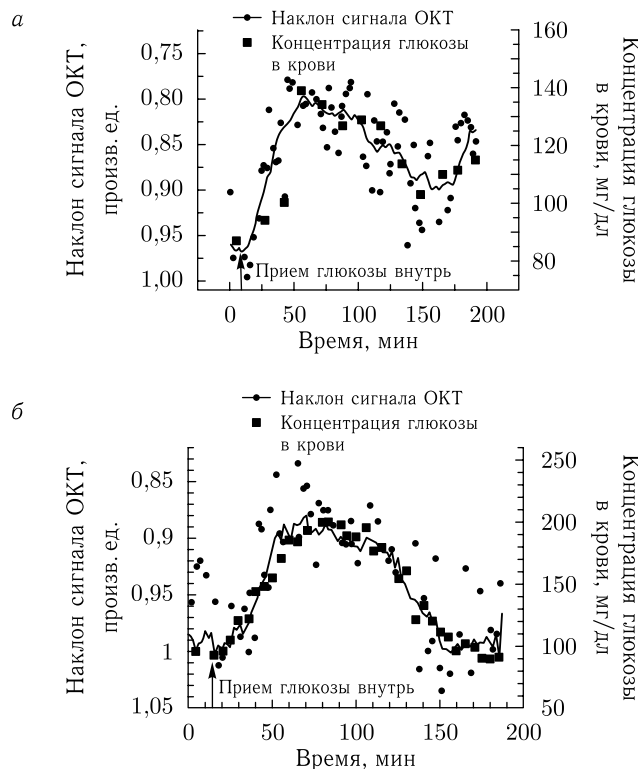 а
Наклон сигнала ОКТ
Концентрация глюкозы
в крови
Наклон сигнала ОКТ,
произв. ед.
0,75
0,80
0,85
0,90
0,95
1,00
160
140
120
100
80
Концентрация глюкозы
в крови, мг/дл
Прием глюкозы внутрь
0 50 100 150 200
Время, мин
б
Наклон сигнала ОКТ
Концентрация глюкозы
в крови
Наклон сигнала ОКТ,
произв. ед.
0,85
0,9
0,95
1
1,05
250
200
150
100
50
Концентрация глюкозы
в крови, мг/дл
Прием глюкозы внутрь
0 50 100 150 200
Время, мин